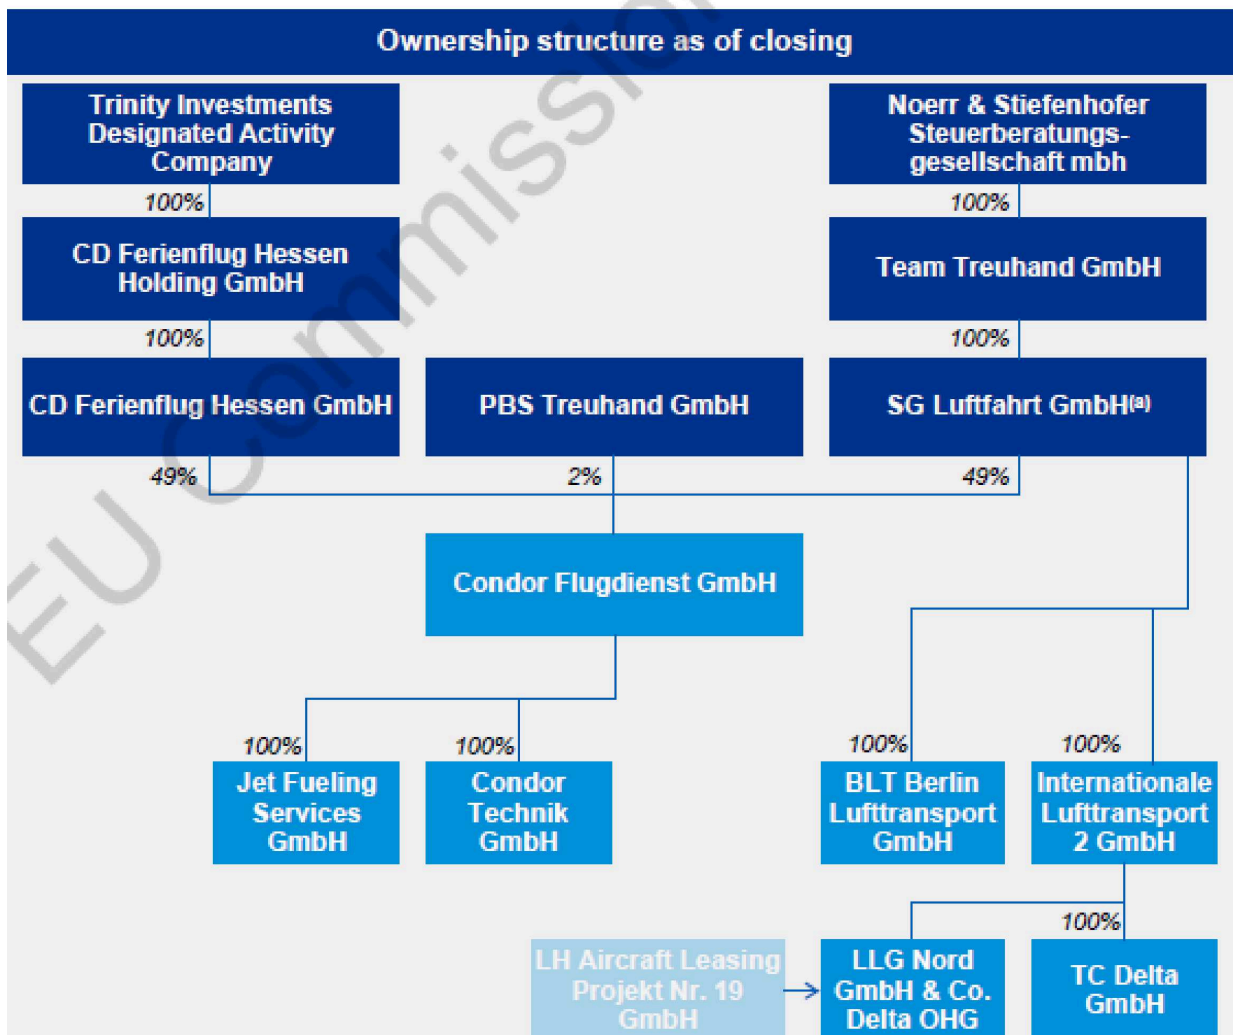 Ownership structure as of closing
Trinity Investments
Designated Activity
Company
Noerr & Stiefenhofer
Steuerberatungs-
gesellschaft mbh
100%
100%
CD Ferienflug Hessen
Holding GmbH
Team Treuhand GmbH
100%
100%
CD Ferienflug Hessen GmbH
PBS Treuhand GmbH
SG Luftfahrt GmbH(a)
49%
2%
49%
Condor Flugdienst GmbH
100%
100%
100%
100%
Jet Fueling
Services
GmbH
Condor
Technik
GmbH
BLT Berlin
Lufttransport
GmbH
Internationale
Lufttransport
2 GmbH
100%
LH Aircraft Leasing
Projekt Nr. 19
GmbH
LLG Nord
GmbH & Co.
Delta OHG
TC Delta
GmbH
EU Commission